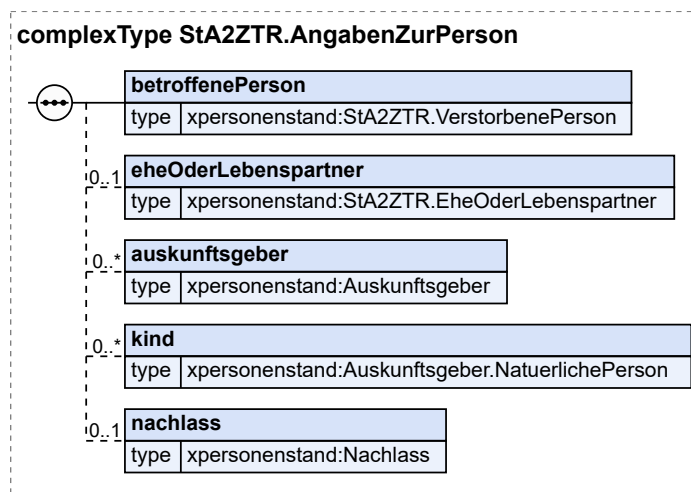 complexType StA2ZTR.AngabenZurPerson
betroffenePerson
type xpersonenstand:StA2ZTR.VerstorbenePerson
0..1 eheOderLebenspartner
type xpersonenstand:StA2ZTR.EheOderLebenspartner
0..* auskunftsgeber
type xpersonenstand:Auskunftsgeber
0..* kind
type xpersonenstand:Auskunftsgeber.NatuerlichePerson
0..1 nachlass
type xpersonenstand:Nachlass